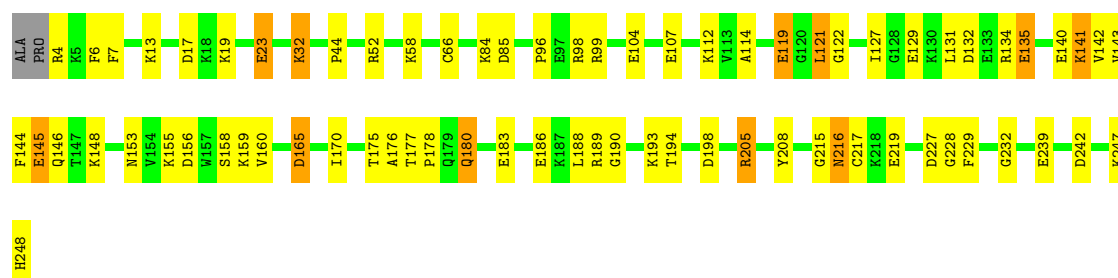 ALA PRO R4 K5 F6 F7 K13 D17 K18 K19 E23 K32 P44 R52 K58 C66 K84 D85 P96 E97 R98 R99 E104 E107 K112 V113 A114 E119 G120 L121 G122 I127 G128 E129 K130 L131 D132 E133 R134 E135 E140 K141 V142
F144 E145 Q146 T147 K148 N153 V154 K155 D156 W157 S158 K159 V160 D165 I170 T175 A176 T177 P178 Q179 Q180 E183 E186 K187 L188 R189 G190 K193 T194 D198 R205 Y208 G215 N216 C217 K218 E219 D227 G228 F229 G232 E239 D242
H248